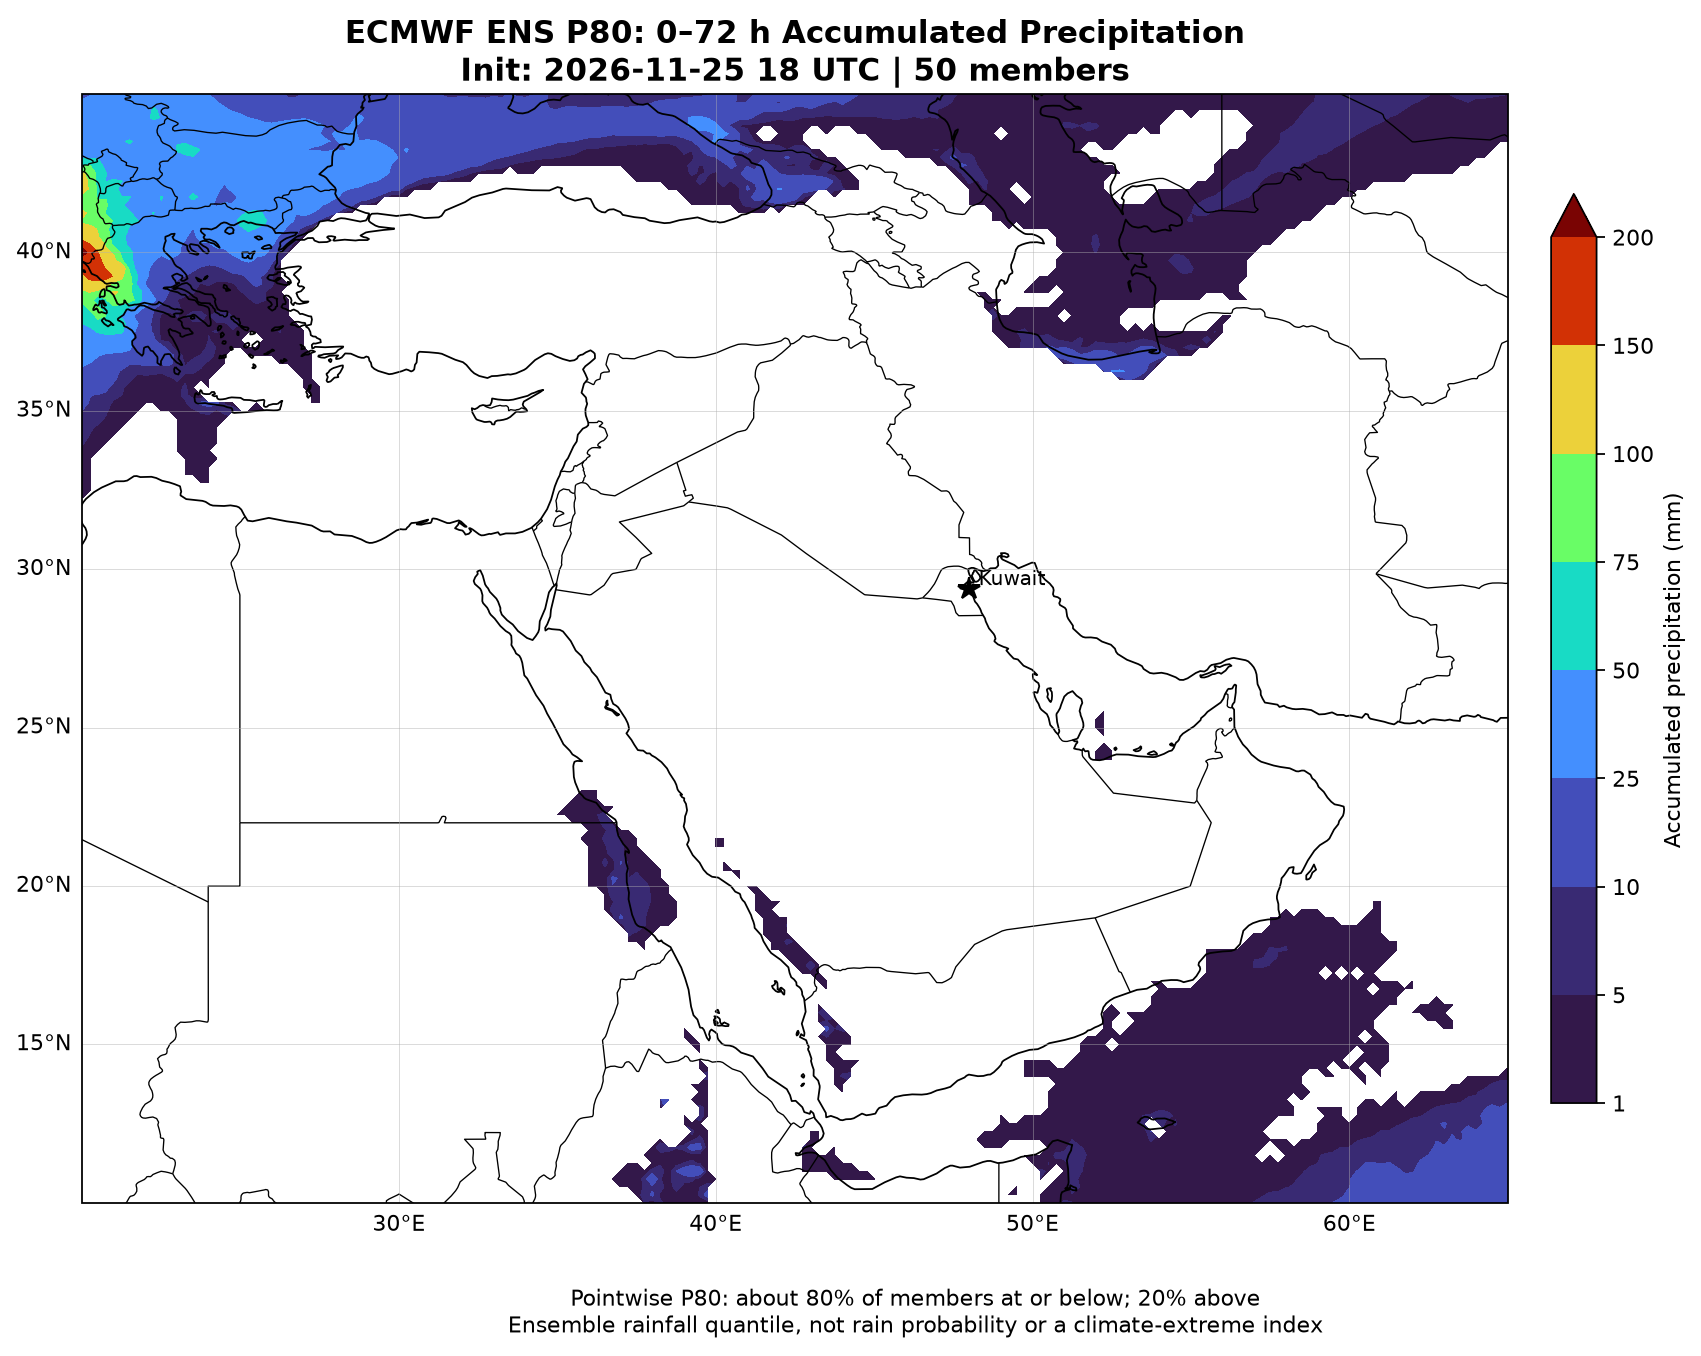 ECMWF ENS P80: 0–72 h Accumulated Precipitation
Init: 2026-11-25 18 UTC | 50 members
40°N
35°N
30°N
25°N
20°N
15°N
30°E
40°E
50°E
60°E
Kuwait
200
150
100
75
50
25
10
5
1
Accumulated precipitation (mm)
Pointwise P80: about 80% of members at or below; 20% above
Ensemble rainfall quantile, not rain probability or a climate-extreme index